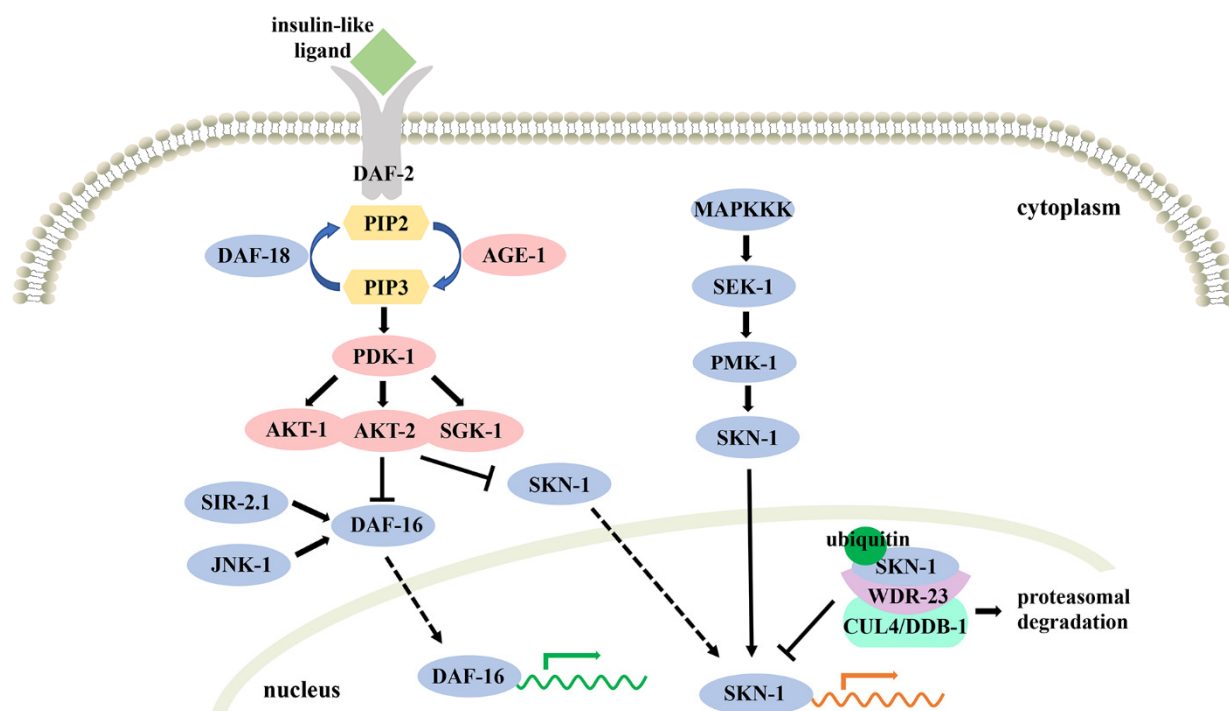 insulin-like
ligand
DAF-2
cytoplasm
PIP2
DAF-18
AGE-1
PIP3
PDK-1
AKT-1
AKT-2
SGK-1
MAPKKK
SEK-1
PMK-1
SKN-1
SKN-1
SIR-2.1
DAF-16
JNK-1
ubiquitin
SKN-1
WDR-23
CUL4/DDB-1
proteasomal
degradation
nucleus
DAF-16
SKN-1